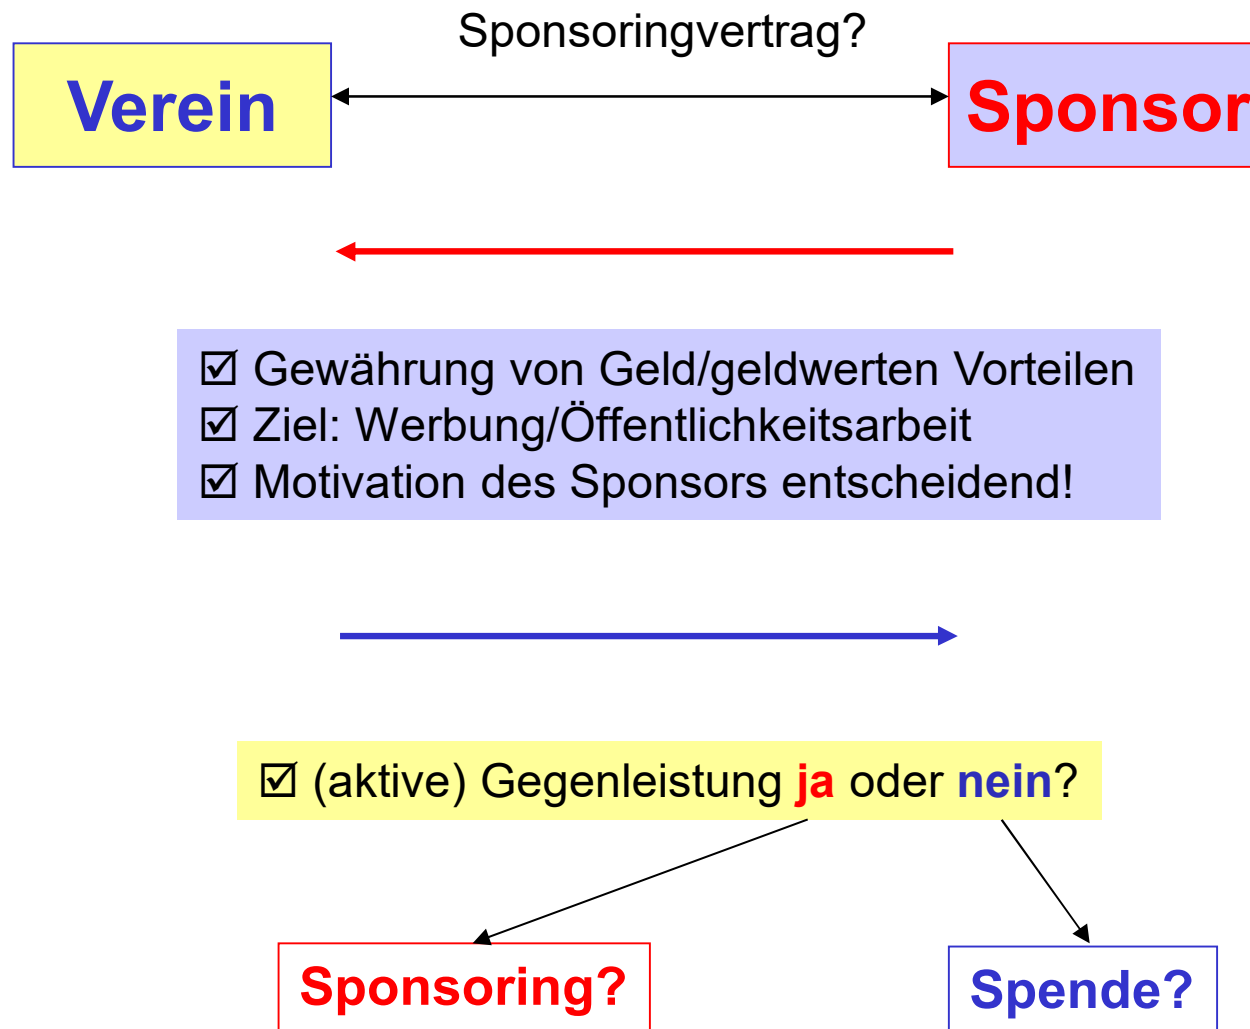 Sponsoringvertrag?
Verein
Sponsor
☑ Gewährung von Geld/geldwerten Vorteilen
☑ Ziel: Werbung/Öffentlichkeitsarbeit
☑ Motivation des Sponsors entscheidend!
☑ (aktive) Gegenleistung ja oder nein?
Sponsoring?
Spende?